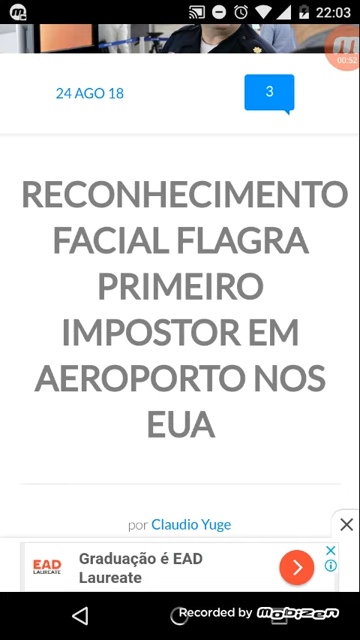 22:03
00:52
24 AGO 18
3
RECONHECIMENTO
FACIAL FLAGRA
PRIMEIRO
IMPOSTOR EM
AEROPORTO NOS
EUA
por Claudio Yuge
EAD
LAUREATE
Graduação é EAD
Laureate
Recorded by mobizen